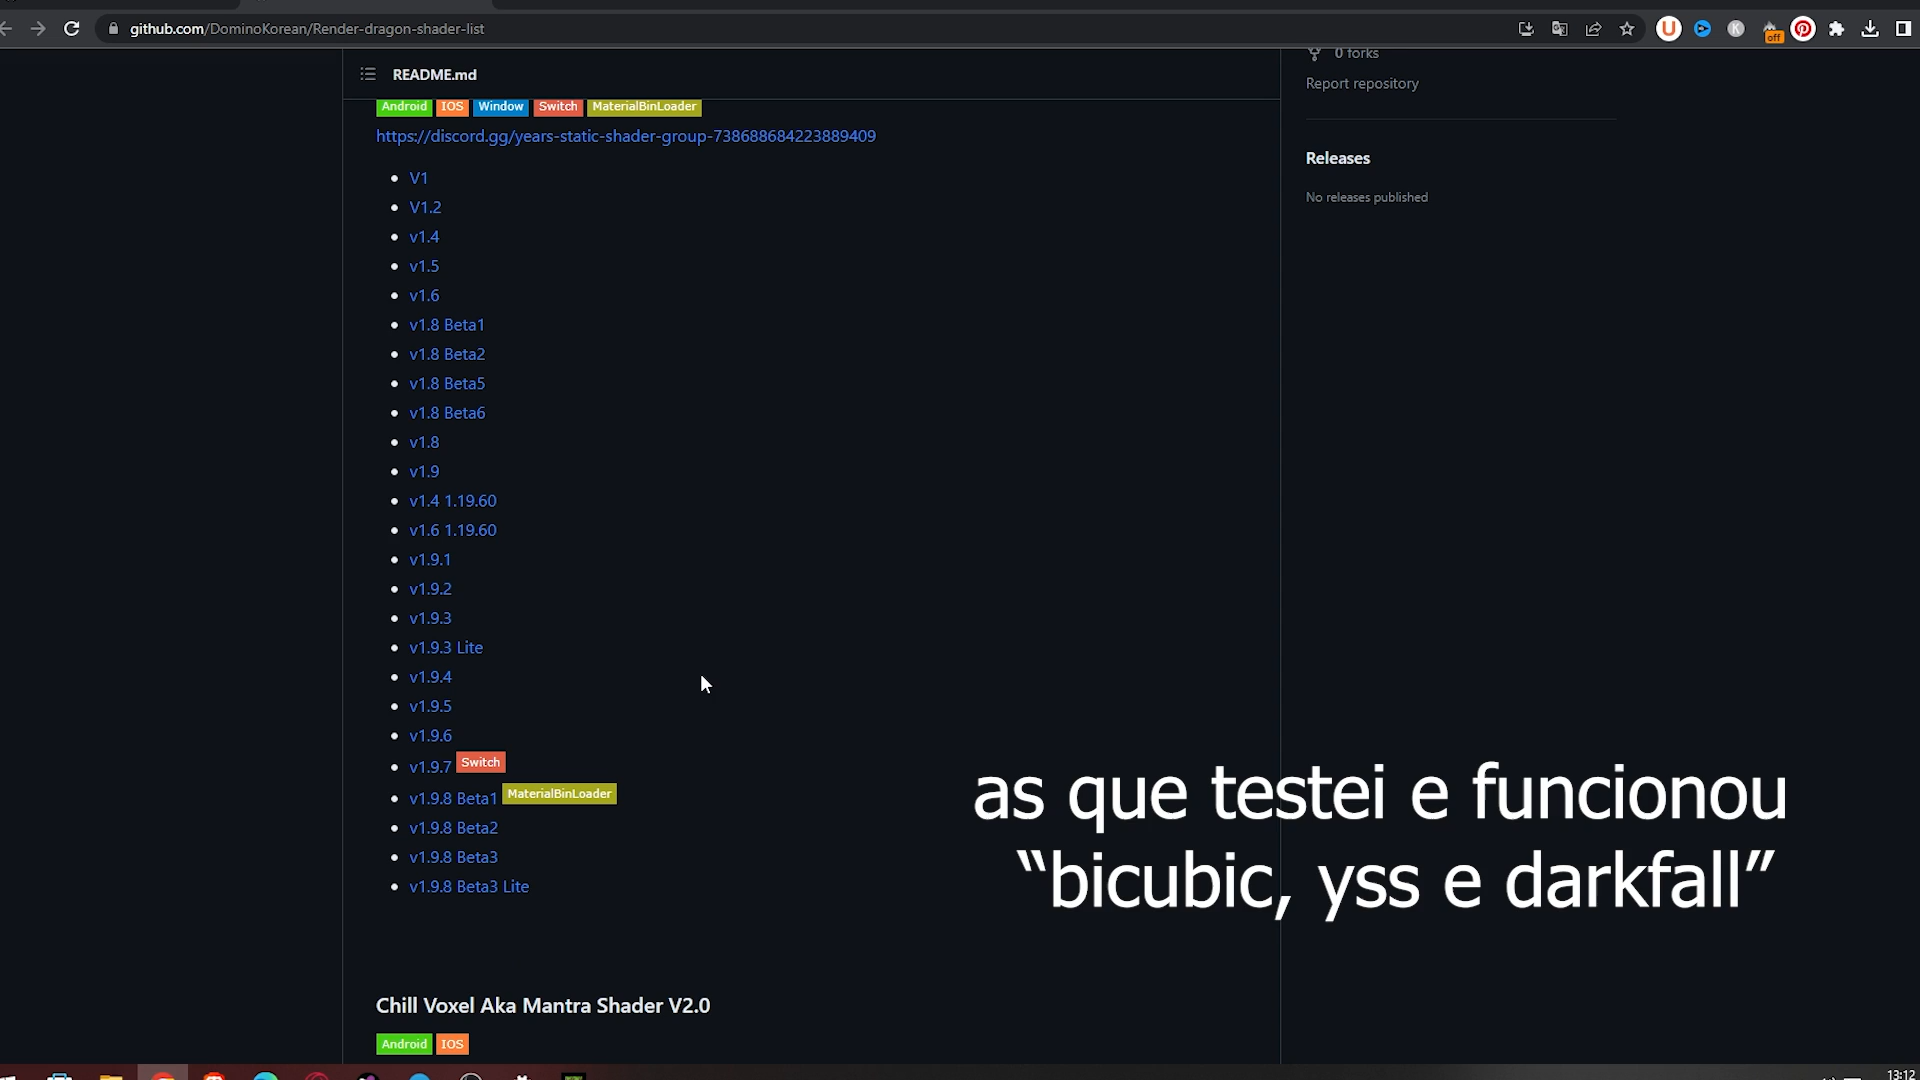 github.com/DominoKorean/Render-dragon-shader-list
off
README.md
0 forks
Report repository
Android IOS Window Switch MaterialBinLoader
https://discord.gg/years-static-shader-group-738688684223889409
Releases
No releases published
V1
V1.2
v1.4
v1.5
v1.6
v1.8 Beta1
v1.8 Beta2
v1.8 Beta5
v1.8 Beta6
v1.8
v1.9
v1.4 1.19.60
v1.6 1.19.60
v1.9.1
v1.9.2
v1.9.3
v1.9.3 Lite
v1.9.4
v1.9.5
v1.9.6
v1.9.7 Switch
v1.9.8 Beta1 MaterialBinLoader
v1.9.8 Beta2
v1.9.8 Beta3
v1.9.8 Beta3 Lite
as que testei e funcionou
“bicubic, yss e darkfall”
Chill Voxel Aka Mantra Shader V2.0
Android IOS
13:12